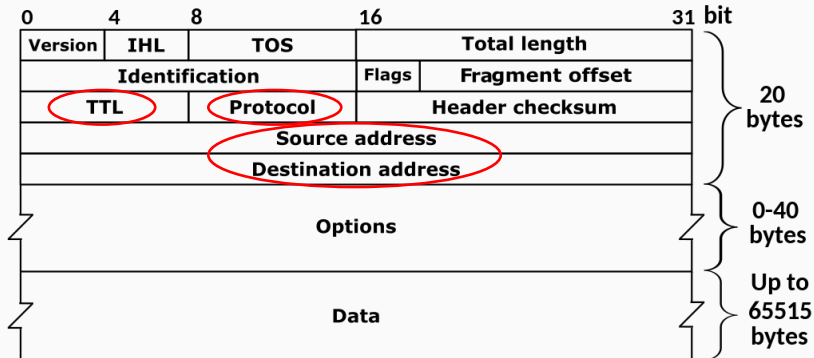 0 4 8 16 31 bit
Version IHL TOS Total length
Identification Flags Fragment offset
TTL Protocol Header checksum
20
bytes
Source address
Destination address
Options
0-40
bytes
Data
Up to
65515
bytes